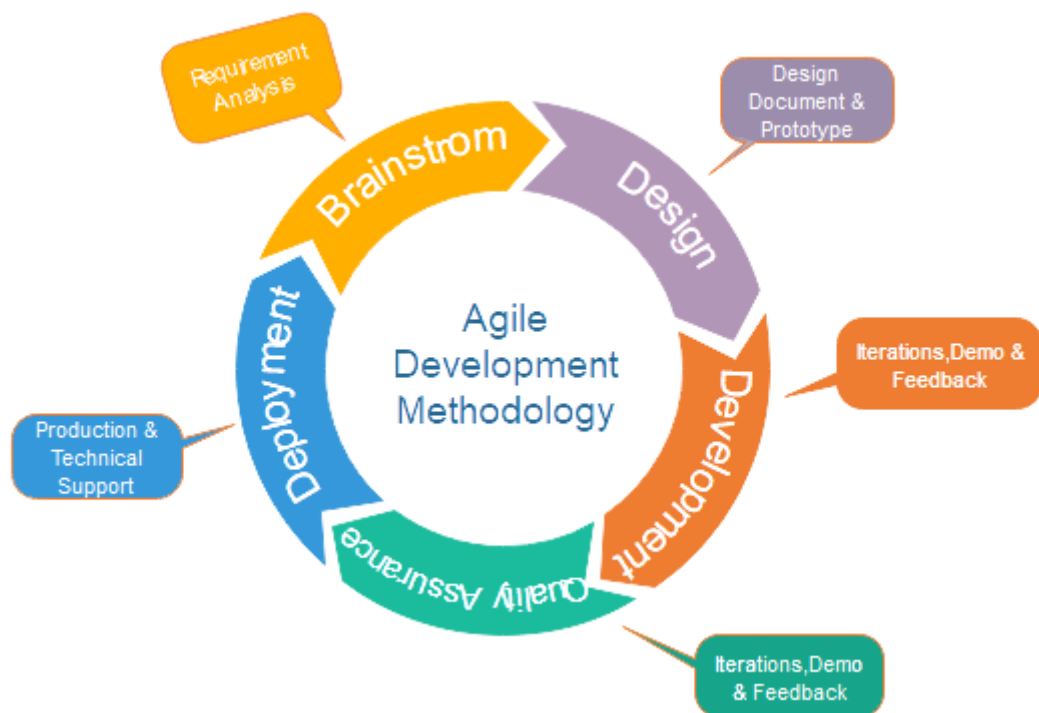 Requirement
Analysis
Brainstrom
Design
Document &
Prototype
Design
Iterations,Demo &
Feedback
Development
Iterations,Demo
& Feedback
Quality Assurance
Production &
Technical
Support
Deployment
Agile
Development
Methodology